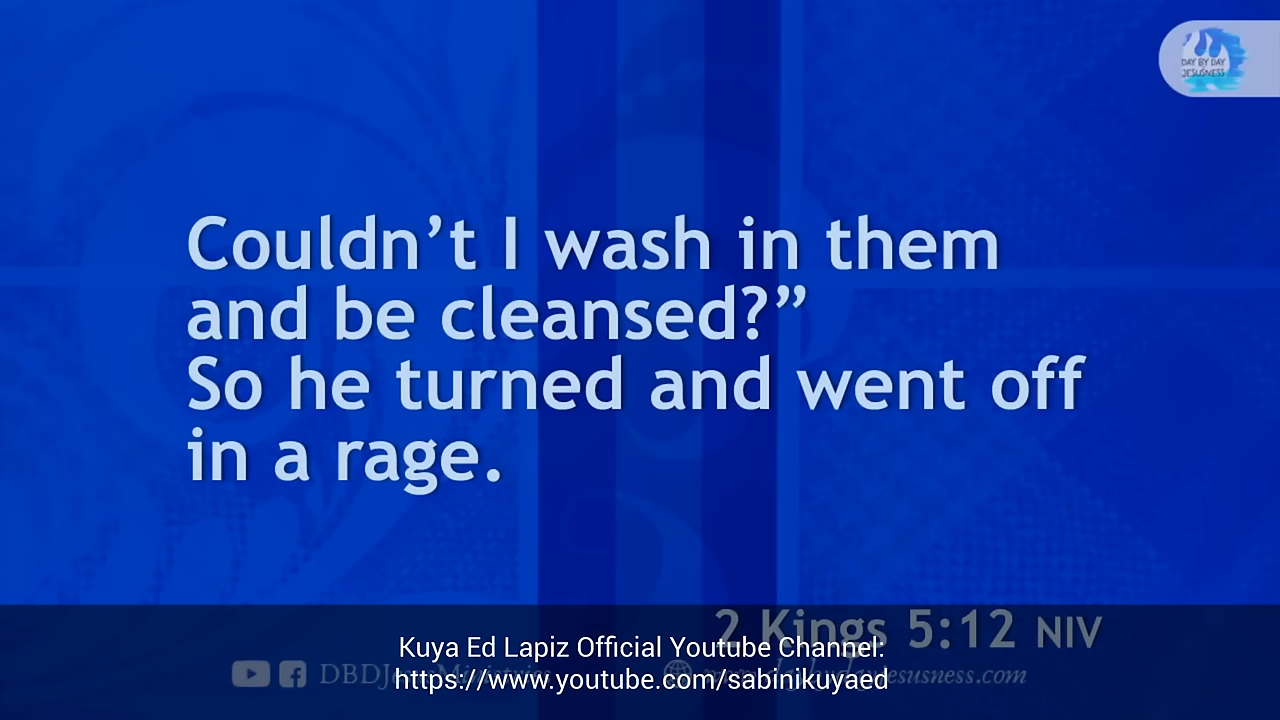 DAY BY DAY
JESUSNESS
Couldn’t I wash in them
and be cleansed?”
So he turned and went off
in a rage.
2 Kings 5:12 NIV
Kuya Ed Lapiz Official Youtube Channel:
https://www.youtube.com/sabinikuyaed